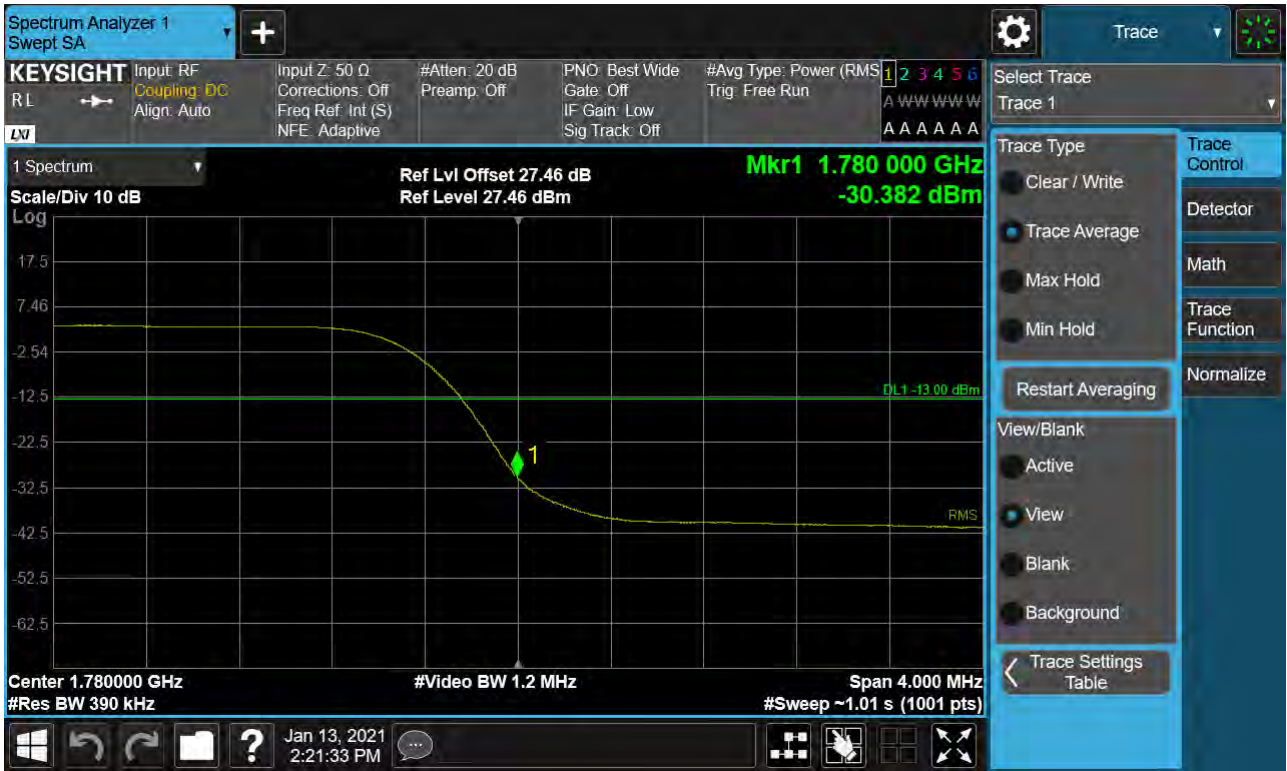 Spectrum Analyzer 1
Swept SA
+
Trace
KEYSIGHT
RL
LXI
Input: RF
Coupling: DC
Align: Auto
Input Z: 50 Ω
Corrections: Off
Freq Ref: Int (S)
NFE: Adaptive
#Atten: 20 dB
Preamp: Off
PNO: Best Wide
Gate: Off
IF Gain: Low
Sig Track: Off
#Avg Type: Power (RMS
Trig: Free Run
1 2 3 4 5 6
A W W W W W
A A A A A A
Select Trace
Trace 1
1 Spectrum
Scale/Div 10 dB
Log
Ref Lvl Offset 27.46 dB
Ref Level 27.46 dBm
Mkr1 1.780 000 GHz
-30.382 dBm
17.5
7.46
-2.54
-12.5
-22.5
-32.5
-42.5
-52.5
-62.5
DL1 -13.00 dBm
1
RMS
Center 1.780000 GHz
#Res BW 390 kHz
#Video BW 1.2 MHz
Span 4.000 MHz
#Sweep ~1.01 s (1001 pts)
Trace Type
Clear / Write
Trace Average
Max Hold
Min Hold
Restart Averaging
View/Blank
Active
View
Blank
Background
Trace Settings
Table
Trace
Control
Detector
Math
Trace
Function
Normalize
?
Jan 13, 2021
2:21:33 PM